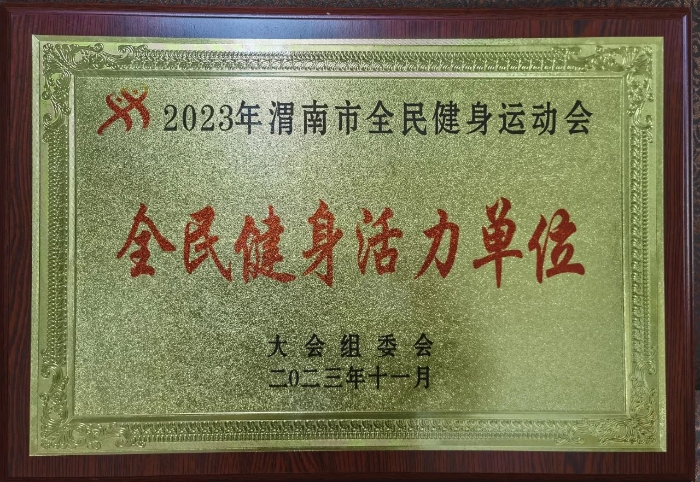 2023年渭南市全民健身运动会
全民健身活力单位
大会组委会
二〇二三年十一月